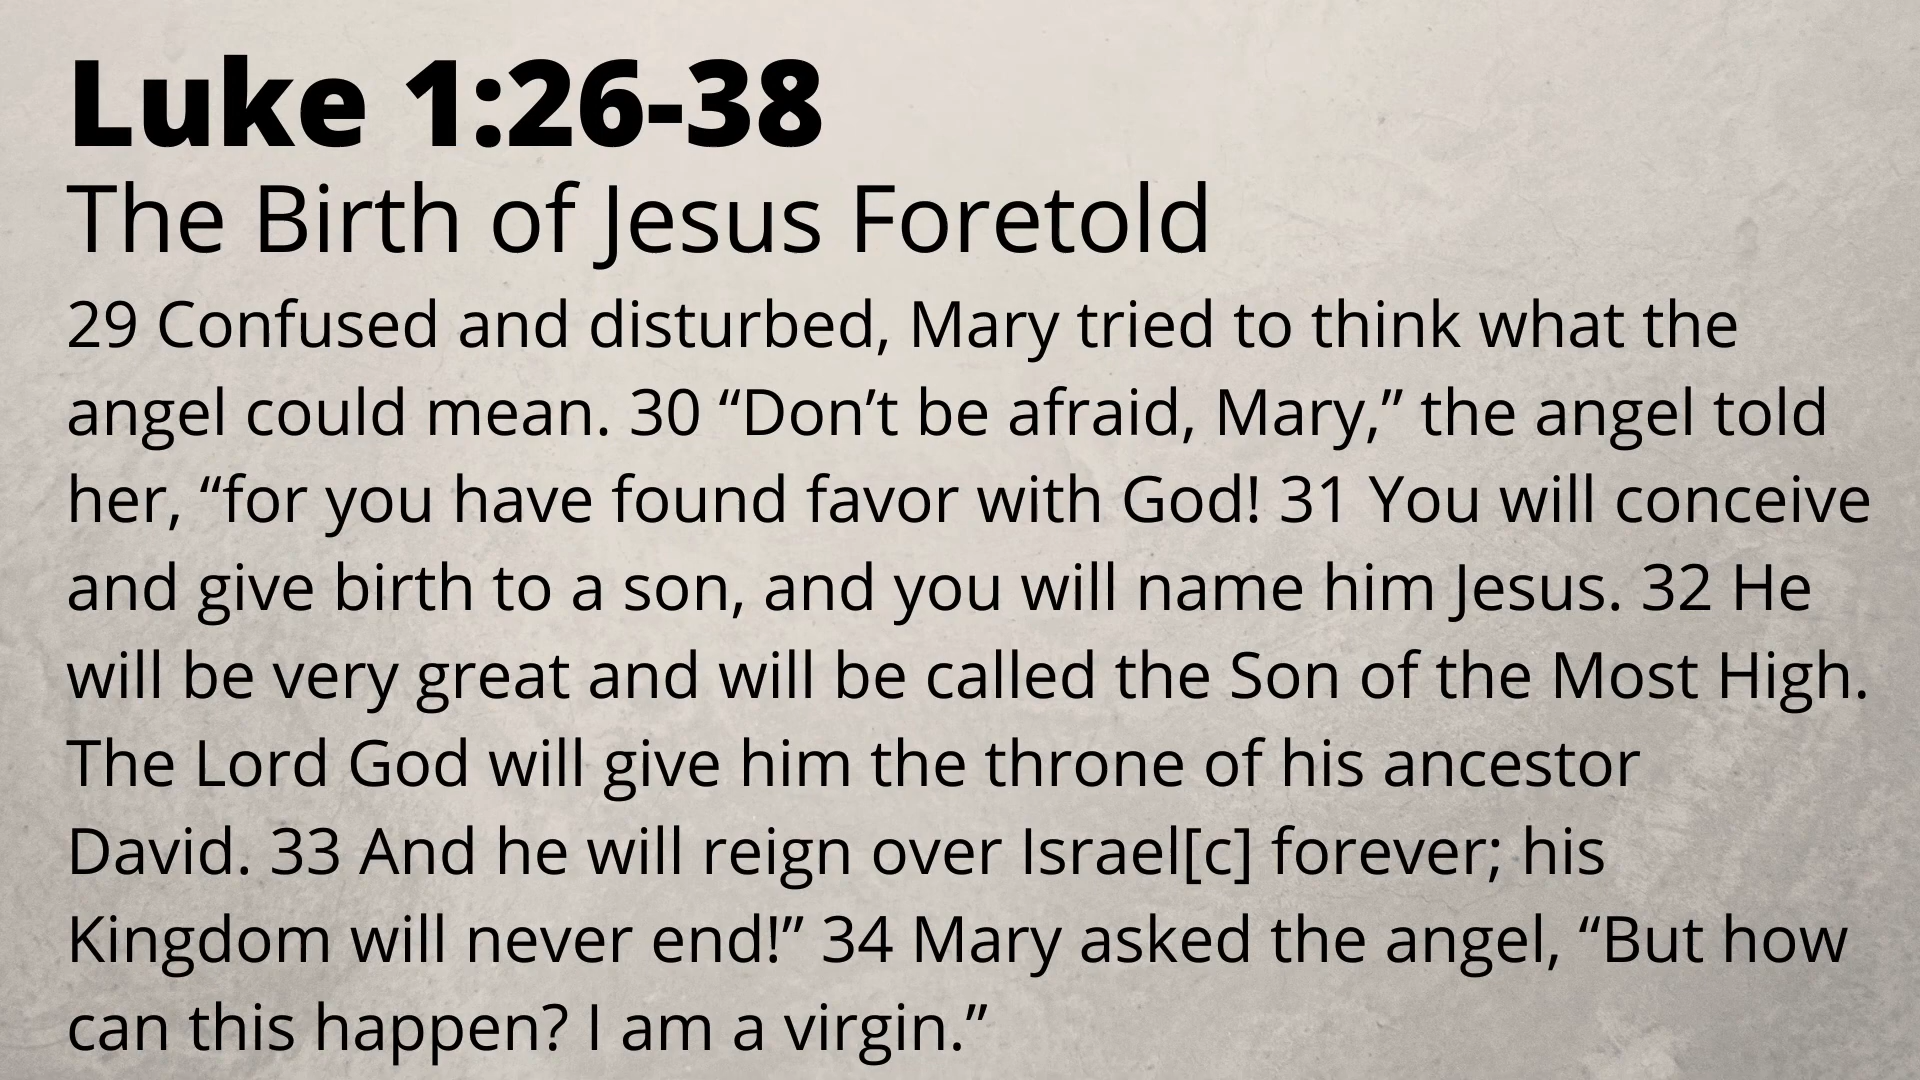 Luke 1:26-38
The Birth of Jesus Foretold
29 Confused and disturbed, Mary tried to think what the
angel could mean. 30 “Don’t be afraid, Mary,” the angel told
her, “for you have found favor with God! 31 You will conceive
and give birth to a son, and you will name him Jesus. 32 He
will be very great and will be called the Son of the Most High.
The Lord God will give him the throne of his ancestor
David. 33 And he will reign over Israel[c] forever; his
Kingdom will never end!” 34 Mary asked the angel, “But how
can this happen? I am a virgin.”